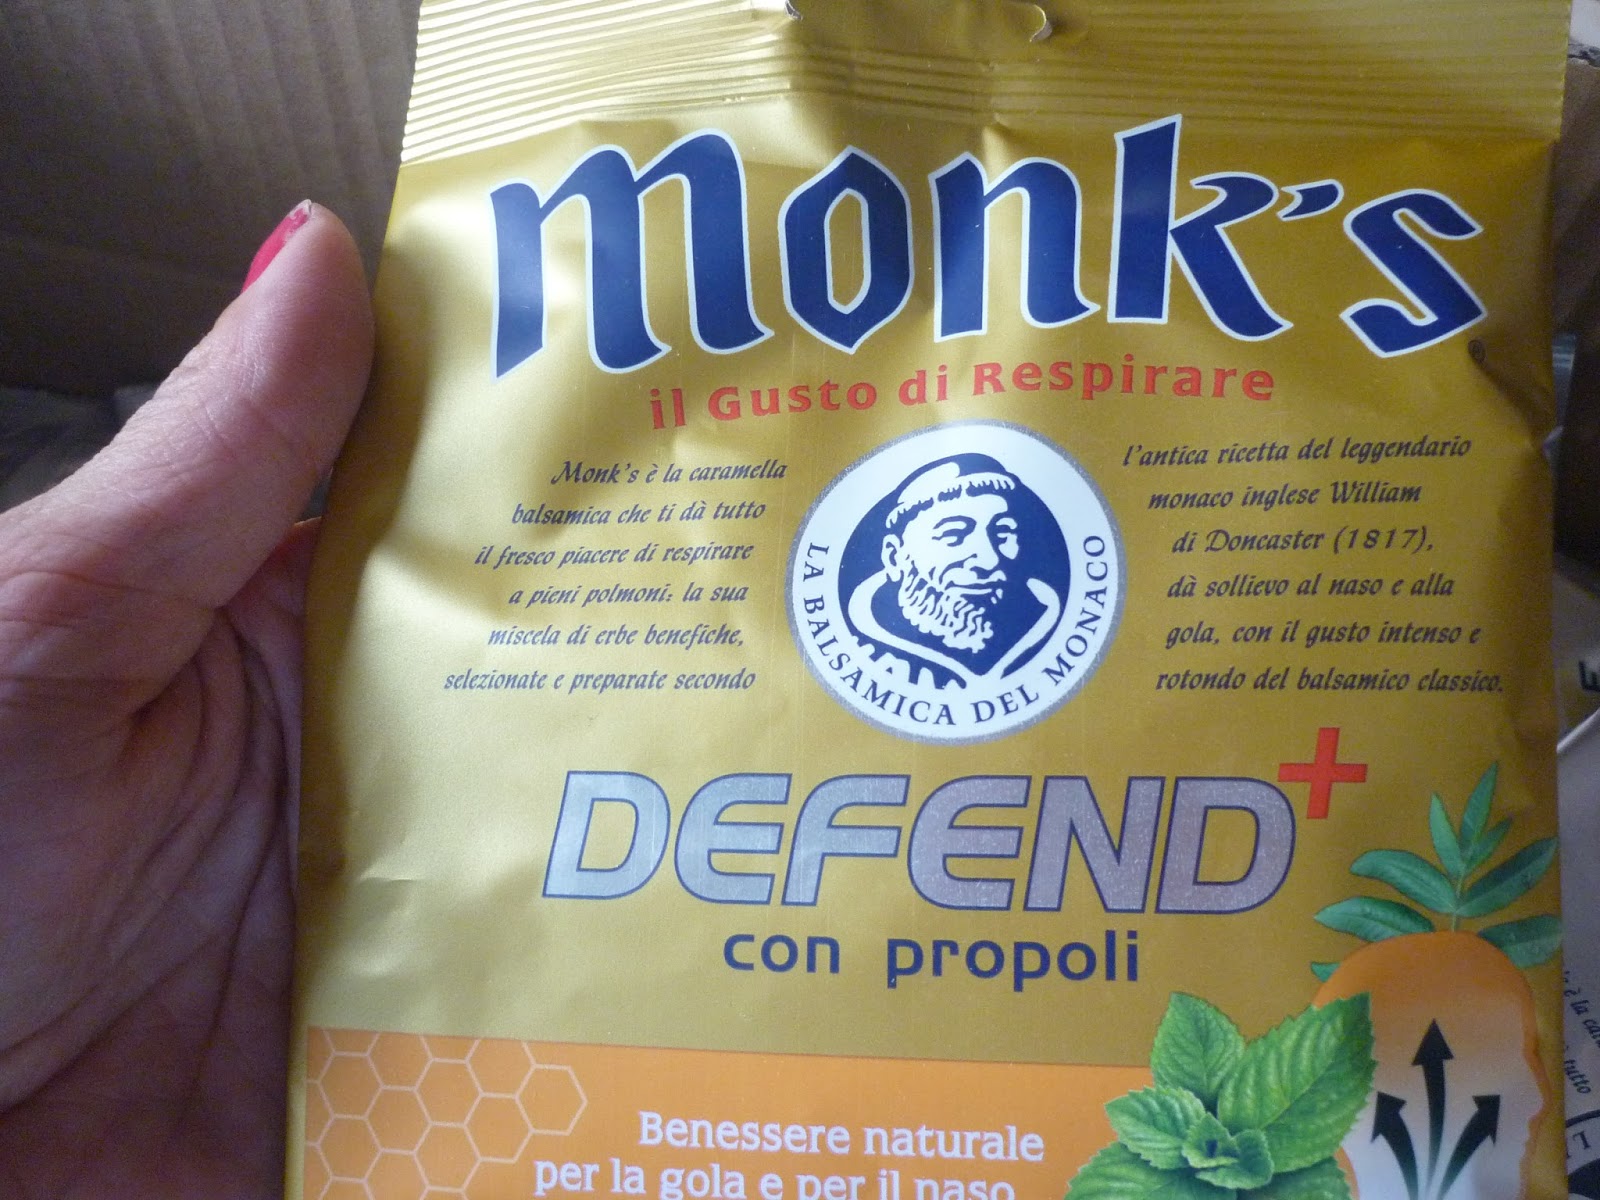 Monk's
®
il Gusto di Respirare
Monk's è la caramella
balsamica che ti dà tutto
il fresco piacere di respirare
a pieni polmoni: la sua
miscela di erbe benefiche,
selezionate e preparate secondo
l'antica ricetta del leggendario
monaco inglese William
di Doncaster (1817),
dà sollievo al naso e alla
gola, con il gusto intenso e
rotondo del balsamico classico.
LA BALSAMICA DEL MONACO
DEFEND+
con propoli
Benessere naturale
per la gola e per il naso
è la
tutto